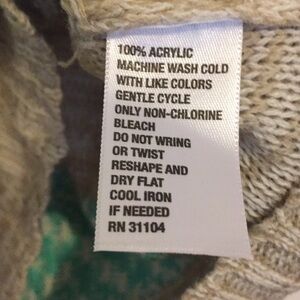 100% ACRYLIC
MACHINE WASH COLD
WITH LIKE COLORS
GENTLE CYCLE
ONLY NON-CHLORINE
BLEACH
DO NOT WRING
OR TWIST
RESHAPE AND
DRY FLAT
COOL IRON
IF NEEDED
RN 31104